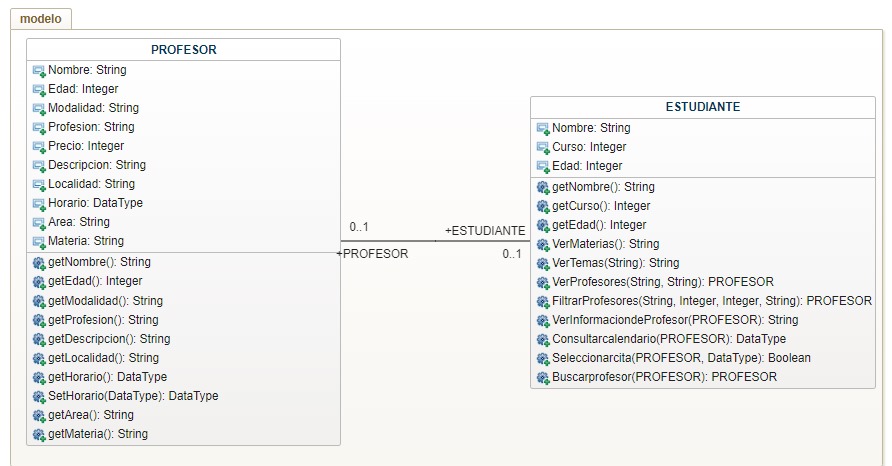 modelo
PROFESOR
Nombre: String
Edad: Integer
Modalidad: String
Profesion: String
Precio: Integer
Descripcion: String
Localidad: String
Horario: DataType
Area: String
Materia: String
getNombre(): String
getEdad(): Integer
getModalidad(): String
getProfesion(): String
getDescripcion(): String
getLocalidad(): String
getHorario(): DataType
SetHorario(DataType): DataType
getArea(): String
getMateria(): String
0..1
+PROFESOR
+ESTUDIANTE
0..1
ESTUDIANTE
Nombre: String
Curso: Integer
Edad: Integer
getNombre(): String
getCurso(): Integer
getEdad(): Integer
VerMaterias(): String
VerTemas(String): String
VerProfesores(String, String): PROFESOR
FiltrarProfesores(String, Integer, Integer, String): PROFESOR
VerInformaciondeProfesor(PROFESOR): String
Consultarcalendario(PROFESOR): DataType
Seleccionarcita(PROFESOR, DataType): Boolean
Buscarprofesor(PROFESOR): PROFESOR